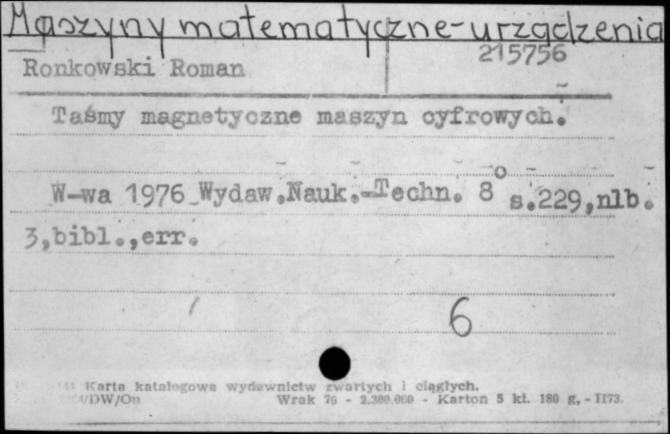 Maszyny matematyczne-urządzenia
215756
Ronkowski Roman
Taśmy magnetyczne maszyn cyfrowych.
W-wa 1976 Wydaw.Nauk.-Techn. 8° s.229,nlb.
3,bibl.,err.
6
Karta katalogowa wydawnictw zwartych i ciągłych.
Wrak 76 - 2.300.000 - Karton 5 kl. 180 g,